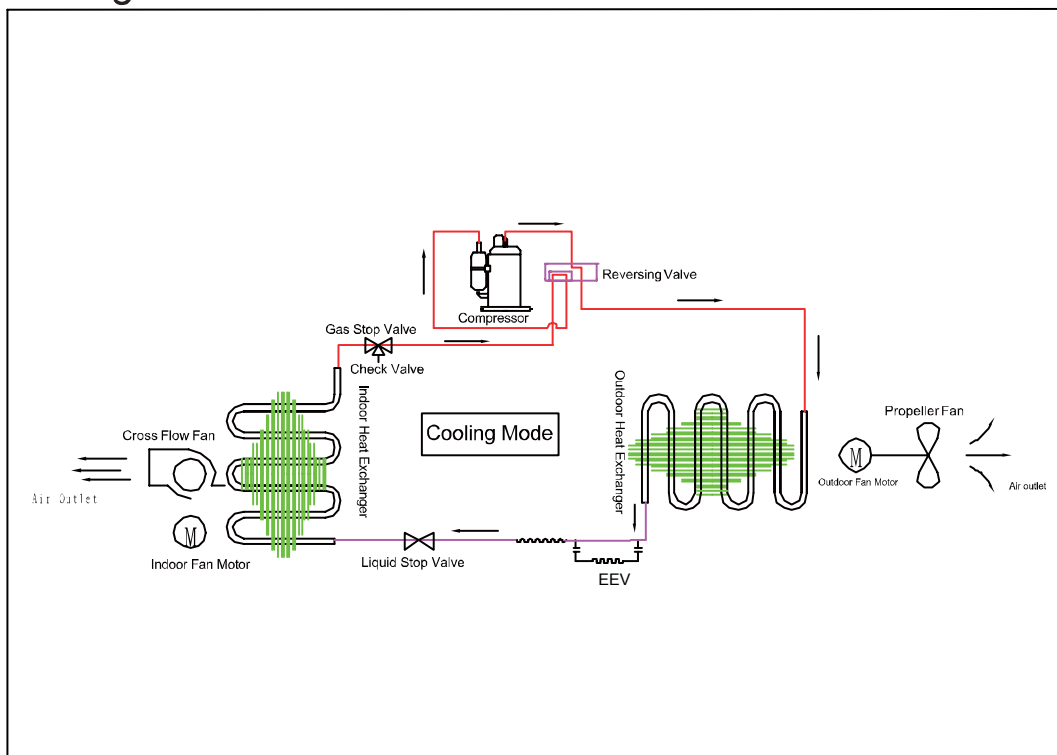 Reversing Valve
Compressor
Gas Stop Valve
Check Valve
Indoor Heat Exchanger
Outdoor Heat Exchanger
Cooling Mode
Cross Flow Fan
Air Outlet
M
Indoor Fan Motor
Liquid Stop Valve
EEV
Propeller Fan
M
Outdoor Fan Motor
Air outlet